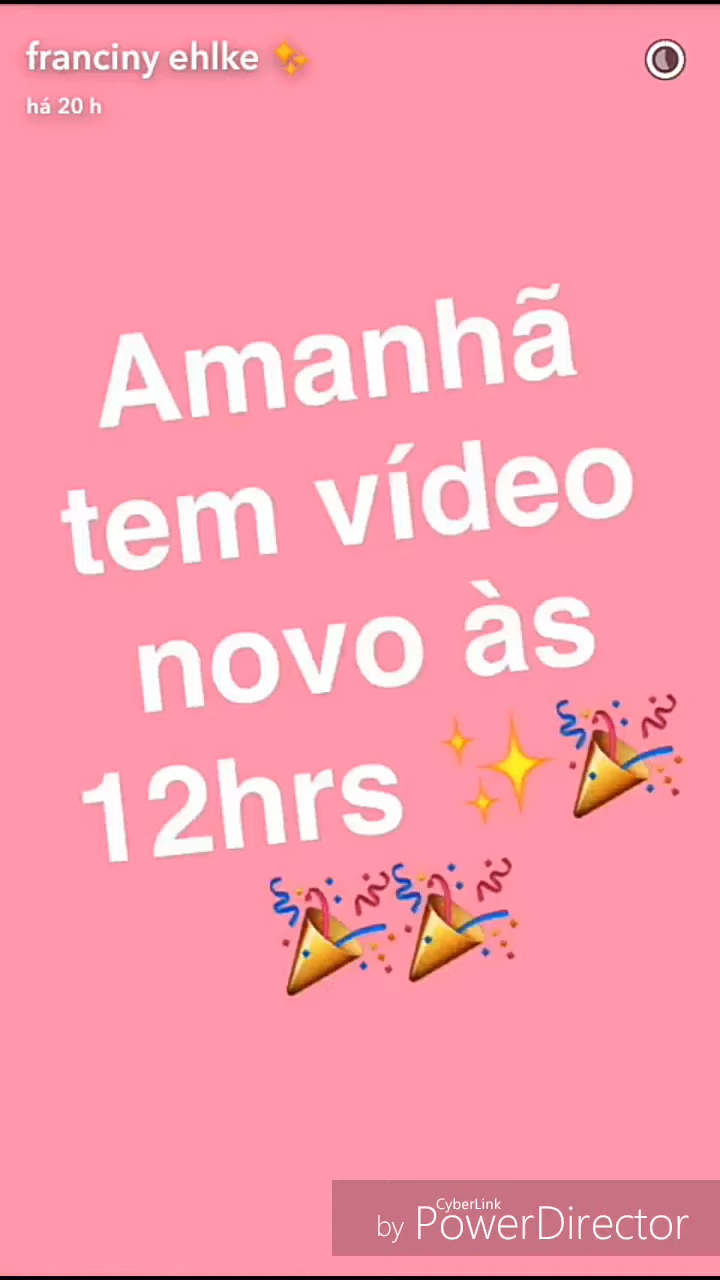 franciny ehlke ✨
há 20 h
Amanhã
tem vídeo
novo às
12hrs ✨🎉
🎉🎉
CyberLink
by PowerDirector